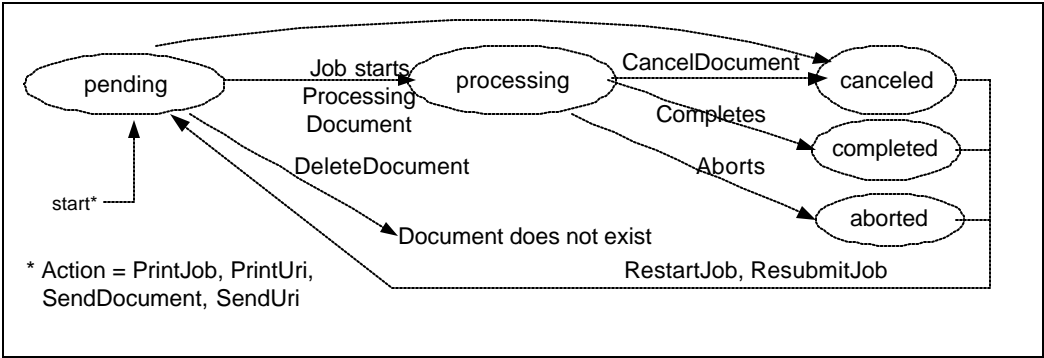 pending
Job starts
Processing
Document
processing
CancelDocument
canceled
Completes
completed
DeleteDocument
Aborts
aborted
start*
Document does not exist
* Action = PrintJob, PrintUri,
SendDocument, SendUri
RestartJob, ResubmitJob